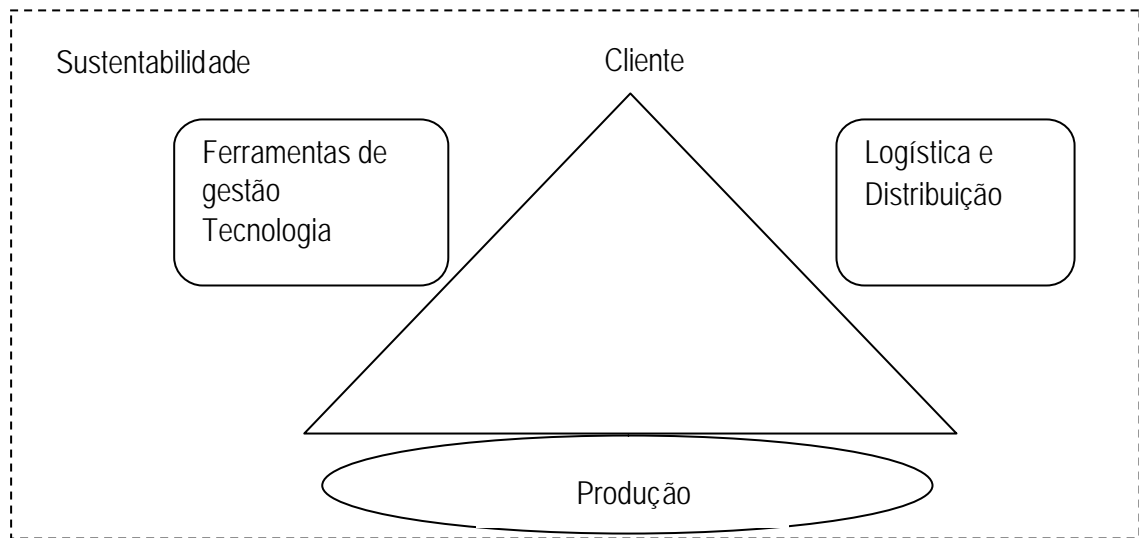 Sustentabilidade
Cliente
Ferramentas de
gestão
Tecnologia
Logística e
Distribuição
Produção